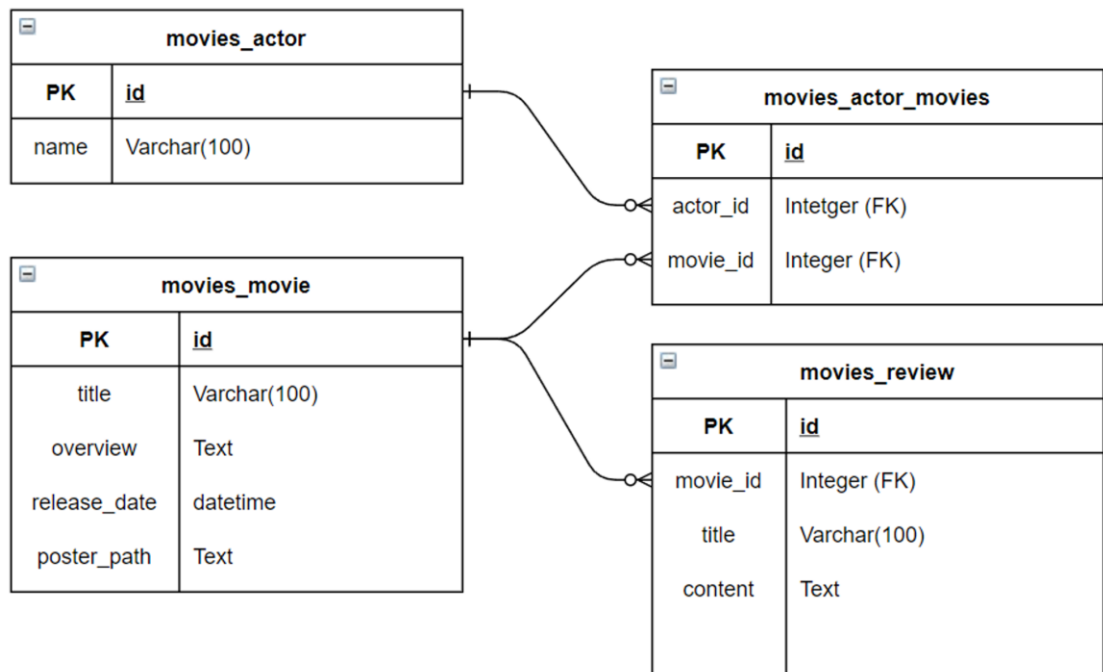 movies_actor
PK id
name Varchar(100)
movies_movie
PK id
title Varchar(100)
overview Text
release_date datetime
poster_path Text
movies_actor_movies
PK id
actor_id Intetger (FK)
movie_id Integer (FK)
movies_review
PK id
movie_id Integer (FK)
title Varchar(100)
content Text